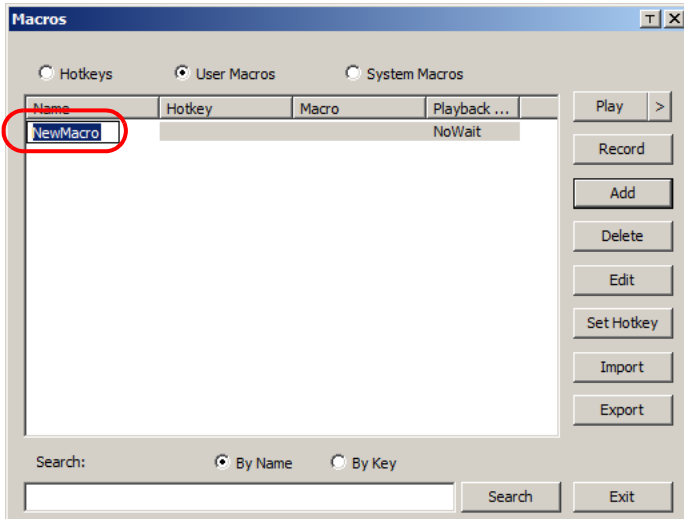 Macros
T X
Hotkeys User Macros System Macros
Name Hotkey Macro Playback ... Play >
NewMacro NoWait
Record
Add
Delete
Edit
Set Hotkey
Import
Export
Search: By Name By Key
Search Exit